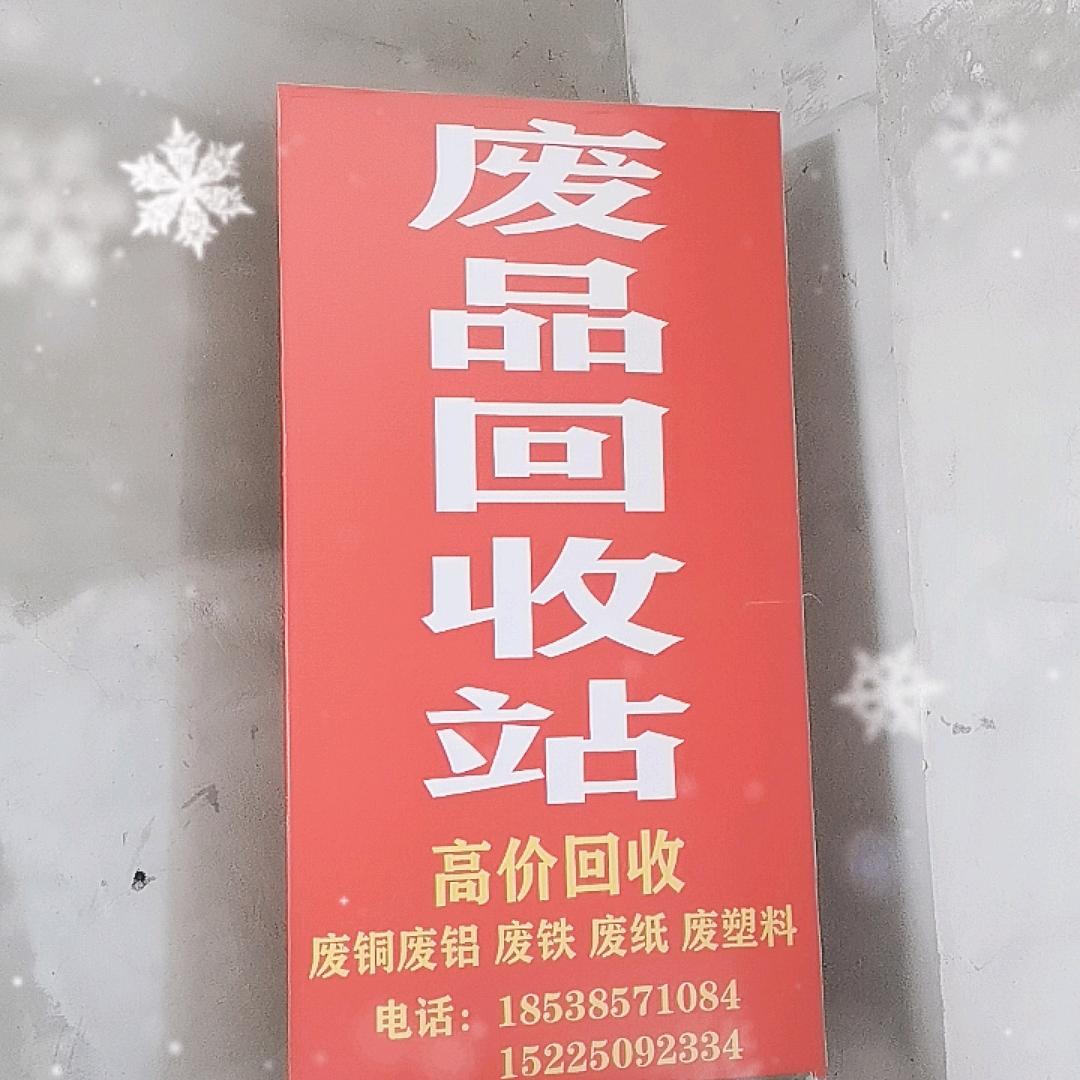 废品回收站
高价回收
废铜废铝 废铁 废纸 废塑料
电话：18538571084
15225092334